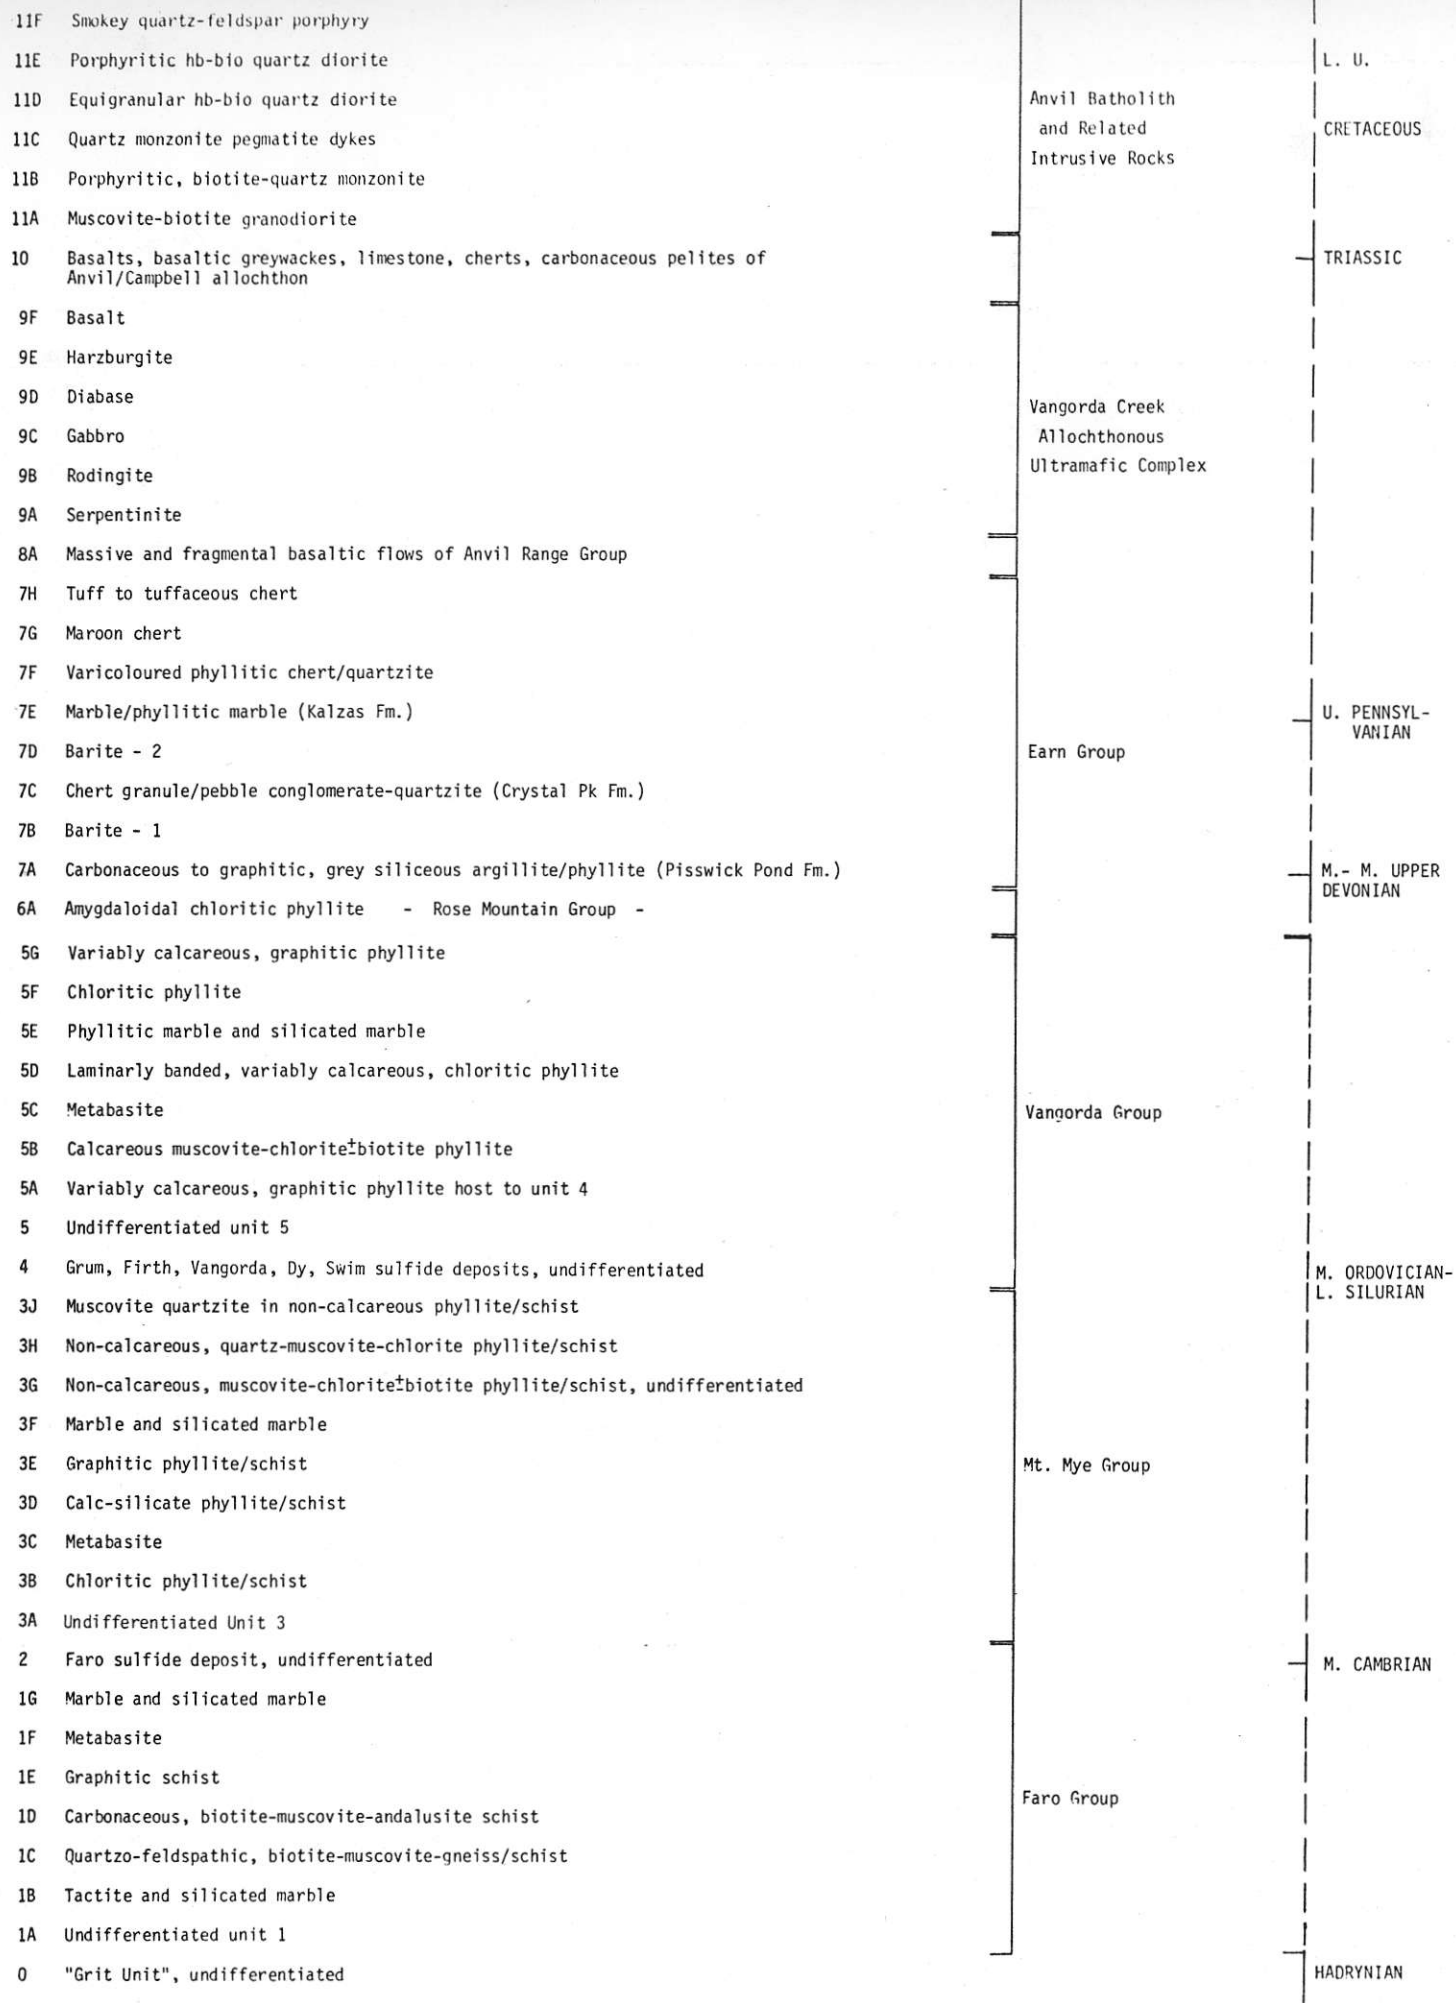 11F Smokey quartz-feldspar porphyry
11E Porphyritic hb-bio quartz diorite
L. U.
11D Equigranular hb-bio quartz diorite
Anvil Batholith
and Related
Intrusive Rocks
CRETACEOUS
11C Quartz monzonite pegmatite dykes
11B Porphyritic, biotite-quartz monzonite
11A Muscovite-biotite granodiorite
10 Basalts, basaltic greywackes, limestone, cherts, carbonaceous pelites of
Anvil/Campbell allochthon
TRIASSIC
9F Basalt
9E Harzburgite
9D Diabase
Vangorda Creek
Allochthonous
Ultramafic Complex
9C Gabbro
9B Rodingite
9A Serpentinite
8A Massive and fragmental basaltic flows of Anvil Range Group
7H Tuff to tuffaceous chert
7G Maroon chert
7F Varicoloured phyllitic chert/quartzite
7E Marble/phyllitic marble (Kalzas Fm.)
U. PENNSYL-
VANIAN
7D Barite - 2
Earn Group
7C Chert granule/pebble conglomerate-quartzite (Crystal Pk Fm.)
7B Barite - 1
7A Carbonaceous to graphitic, grey siliceous argillite/phyllite (Pisswick Pond Fm.)
M.- M. UPPER
DEVONIAN
6A Amygdaloidal chloritic phyllite - Rose Mountain Group -
5G Variably calcareous, graphitic phyllite
5F Chloritic phyllite
5E Phyllitic marble and silicated marble
5D Laminarly banded, variably calcareous, chloritic phyllite
5C Metabasite
Vangorda Group
5B Calcareous muscovite-chlorite±biotite phyllite
5A Variably calcareous, graphitic phyllite host to unit 4
5 Undifferentiated unit 5
4 Grum, Firth, Vangorda, Dy, Swim sulfide deposits, undifferentiated
M. ORDOVICIAN-
L. SILURIAN
3J Muscovite quartzite in non-calcareous phyllite/schist
3H Non-calcareous, quartz-muscovite-chlorite phyllite/schist
3G Non-calcareous, muscovite-chlorite±biotite phyllite/schist, undifferentiated
3F Marble and silicated marble
3E Graphitic phyllite/schist
Mt. Mye Group
3D Calc-silicate phyllite/schist
3C Metabasite
3B Chloritic phyllite/schist
3A Undifferentiated Unit 3
2 Faro sulfide deposit, undifferentiated
M. CAMBRIAN
1G Marble and silicated marble
1F Metabasite
1E Graphitic schist
Faro Group
1D Carbonaceous, biotite-muscovite-andalusite schist
1C Quartzo-feldspathic, biotite-muscovite-gneiss/schist
1B Tactite and silicated marble
1A Undifferentiated unit 1
0 "Grit Unit", undifferentiated
HADRYNIAN